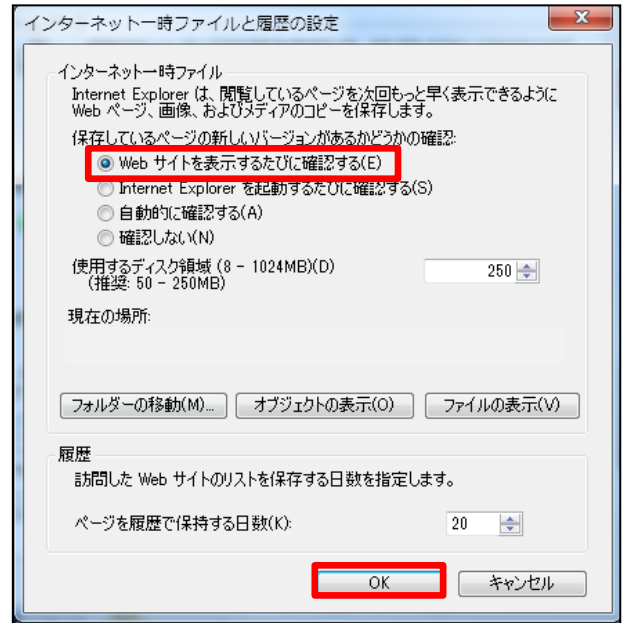 インターネット一時ファイルと履歴の設定
インターネット一時ファイル
Internet Explorer は、閲覧しているページを次回もっと早く表示できるように
Web ページ、画像、およびメディアのコピーを保存します。
保存しているページの新しいバージョンがあるかどうかの確認:
Web サイトを表示するたびに確認する(E)
Internet Explorer を起動するたびに確認する(S)
自動的に確認する(A)
確認しない(N)
使用するディスク領域 (8 - 1024MB)(D)
(推奨: 50 - 250MB)
250
現在の場所:
フォルダーの移動(M)... オブジェクトの表示(O) ファイルの表示(V)
履歴
訪問した Web サイトのリストを保存する日数を指定します。
ページを履歴で保持する日数(K): 20
OK キャンセル